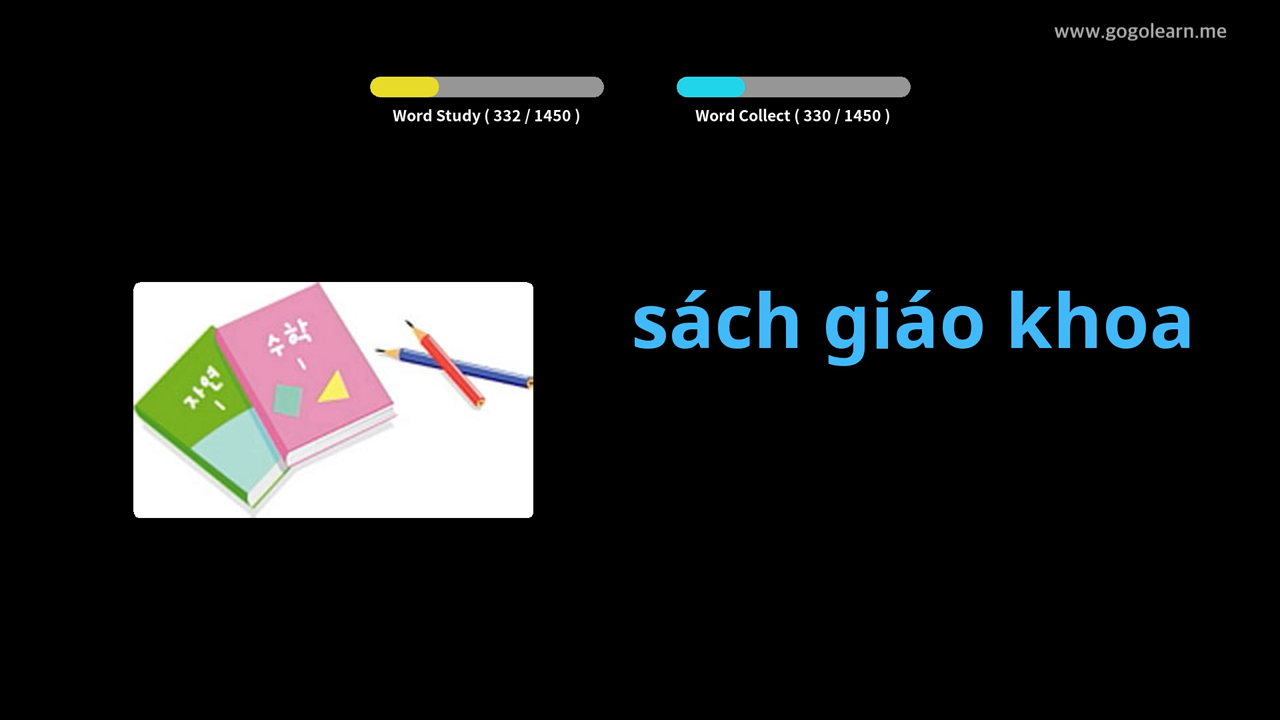 www.gogolearn.me
Word Study ( 332 / 1450 )
Word Collect ( 330 / 1450 )
sách giáo khoa
수학
1
자연
1